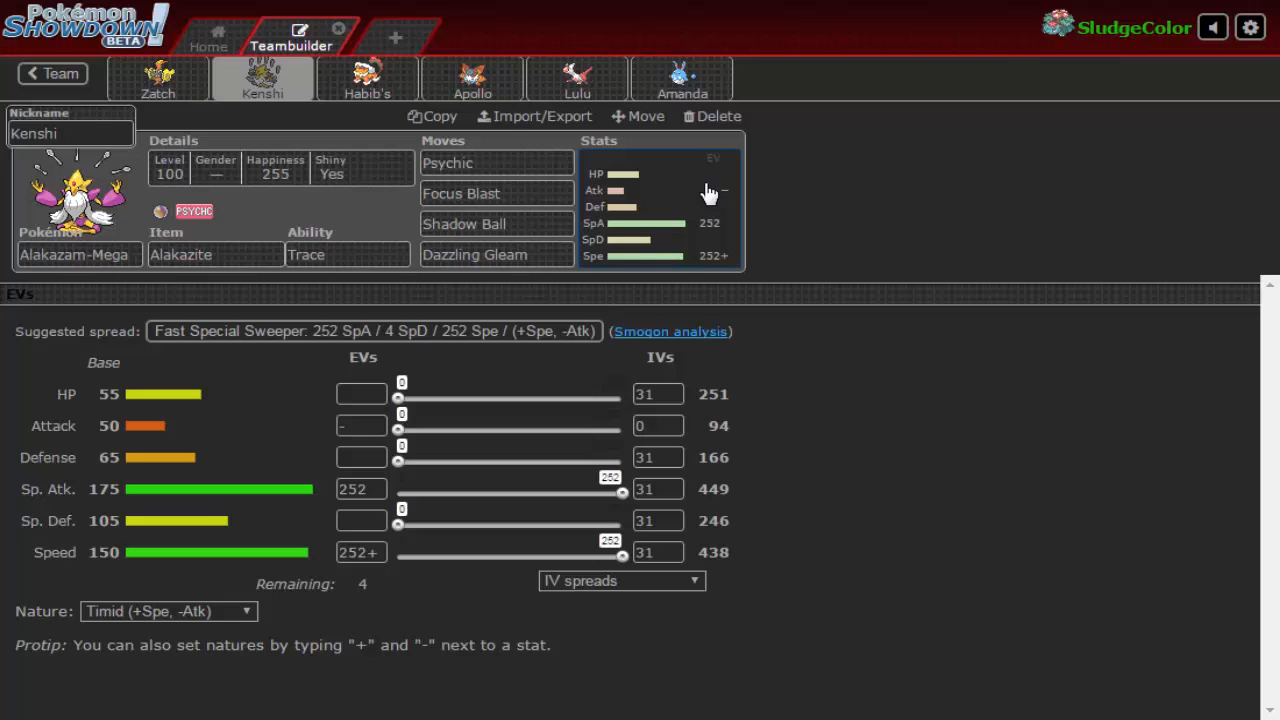 Pokémon
SHOWDOWN!
BETA
Home
Teambuilder
+
SludgeColor
Team
Zatch
Kenshi
Habib's
Apollo
Lulu
Amanda
Copy
Import/Export
Move
Delete
Nickname
Kenshi
Details
Moves
Stats
Level
Gender
Happiness
Shiny
100
—
255
Yes
PSYCHC
Pokémon
Item
Ability
Alakazam-Mega
Alakazite
Trace
Psychic
Focus Blast
Shadow Ball
Dazzling Gleam
EV
HP
Atk −
Def
SpA 252
SpD
Spe 252+
EVs
Suggested spread: Fast Special Sweeper: 252 SpA / 4 SpD / 252 Spe / (+Spe, -Atk) (Smogon analysis)
Base EVs IVs
HP 55 0 31 251
Attack 50 - 0 0 94
Defense 65 0 31 166
Sp. Atk. 175 252 252 31 449
Sp. Def. 105 0 31 246
Speed 150 252+ 252 31 438
Remaining: 4 IV spreads
Nature: Timid (+Spe, -Atk)
Protip: You can also set natures by typing "+" and "-" next to a stat.